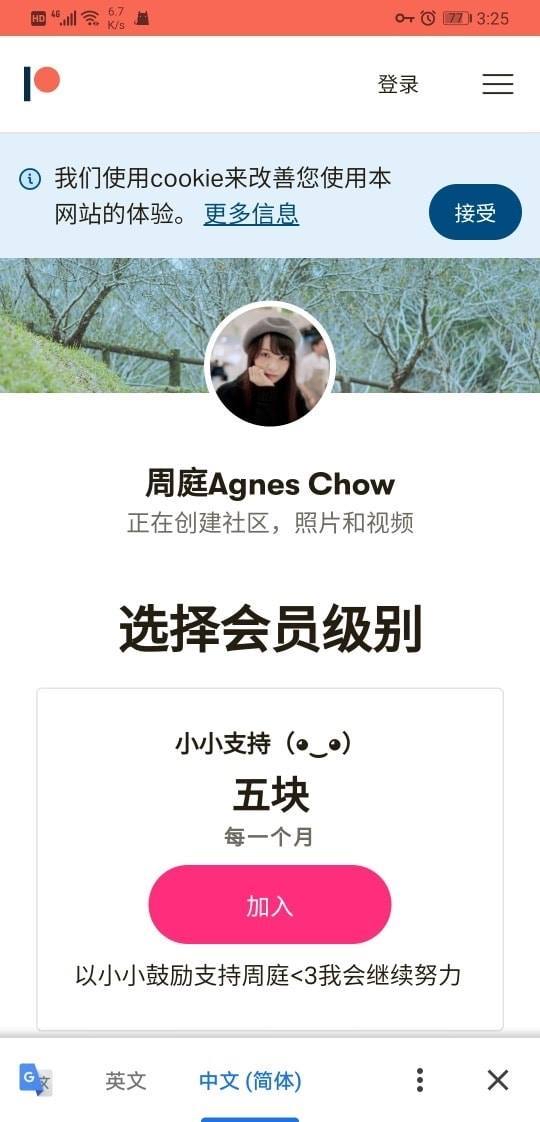 HD 4G 6.7 K/s 77 3:25
登录
我们使用cookie来改善您使用本
网站的体验。 更多信息
接受
周庭Agnes Chow
正在创建社区，照片和视频
选择会员级别
小小支持（◕‿◕）
五块
每一个月
加入
以小小鼓励支持周庭<3我会继续努力
G 文 英文 中文 (简体)